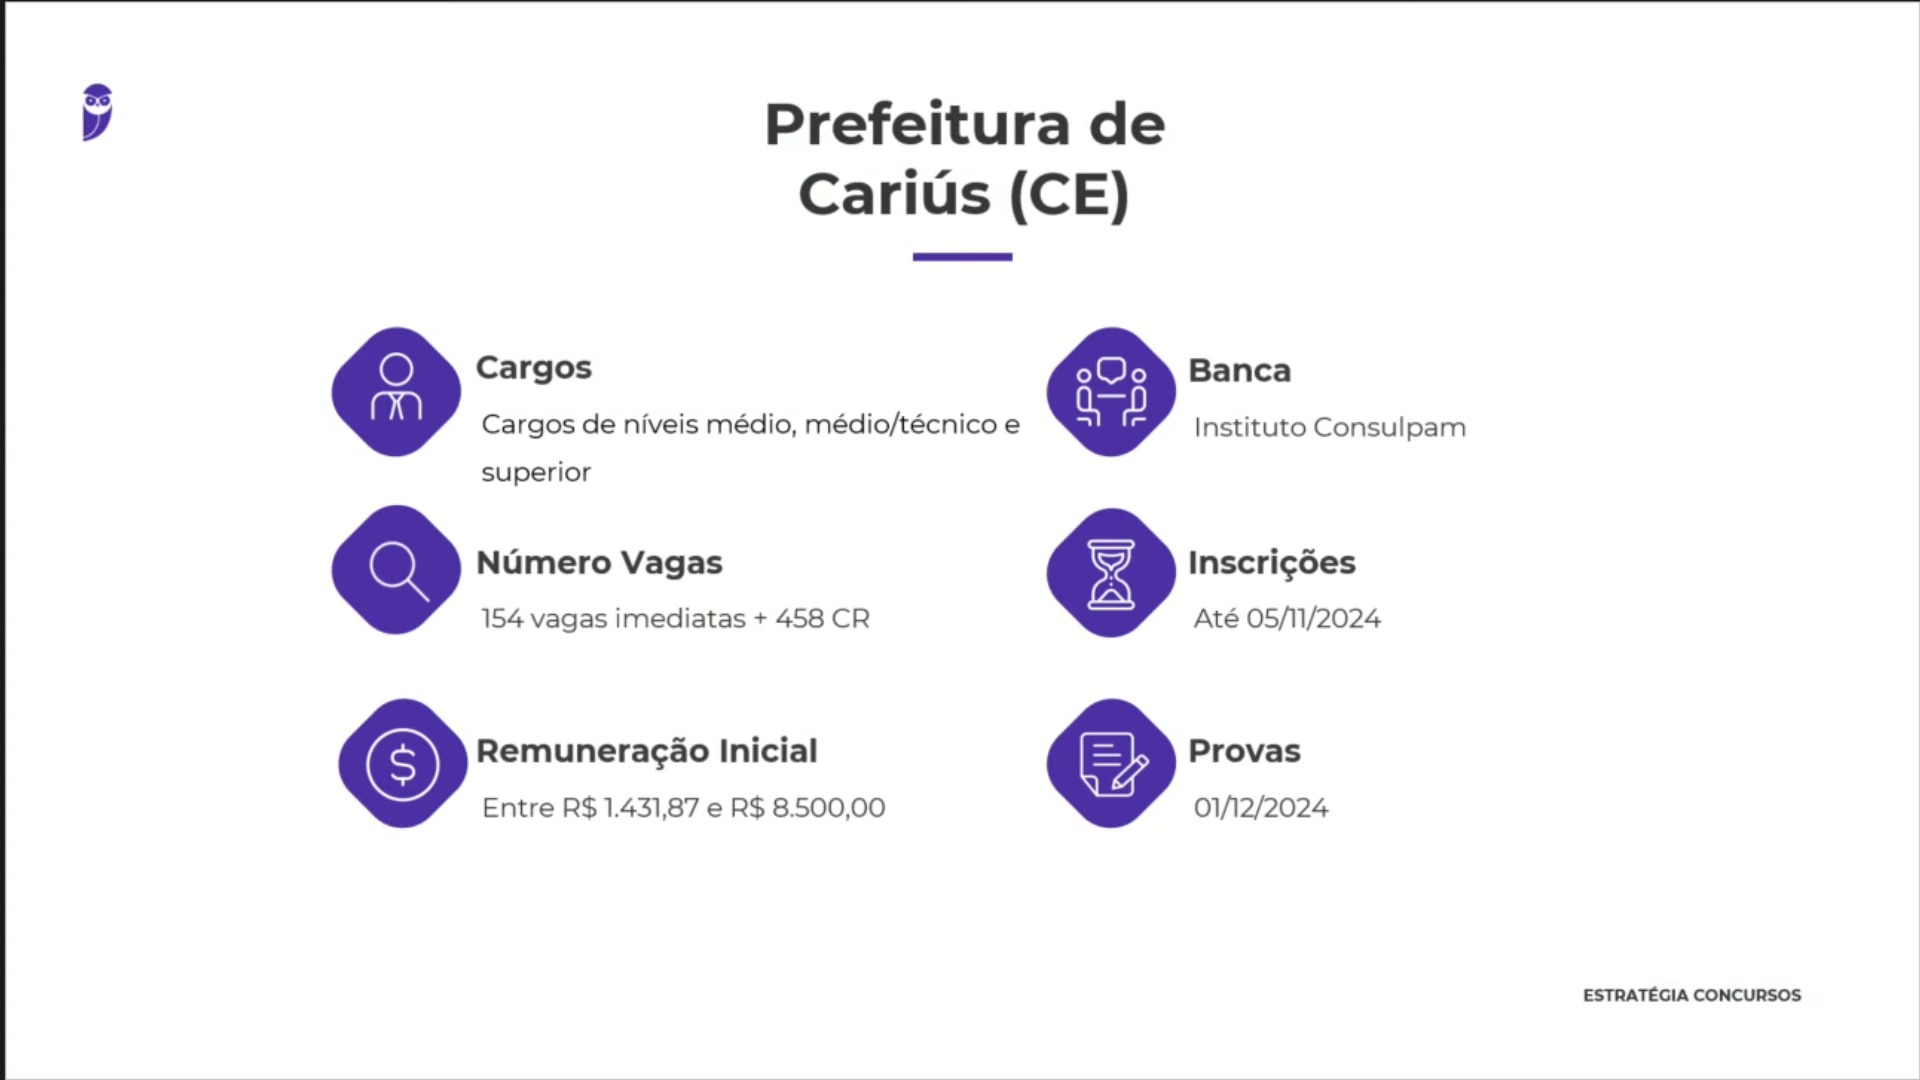 Prefeitura de
Cariús (CE)
Cargos
Cargos de níveis médio, médio/técnico e
superior
Banca
Instituto Consulpam
Número Vagas
154 vagas imediatas + 458 CR
Inscrições
Até 05/11/2024
Remuneração Inicial
Entre R$ 1.431,87 e R$ 8.500,00
Provas
01/12/2024
ESTRATÉGIA CONCURSOS